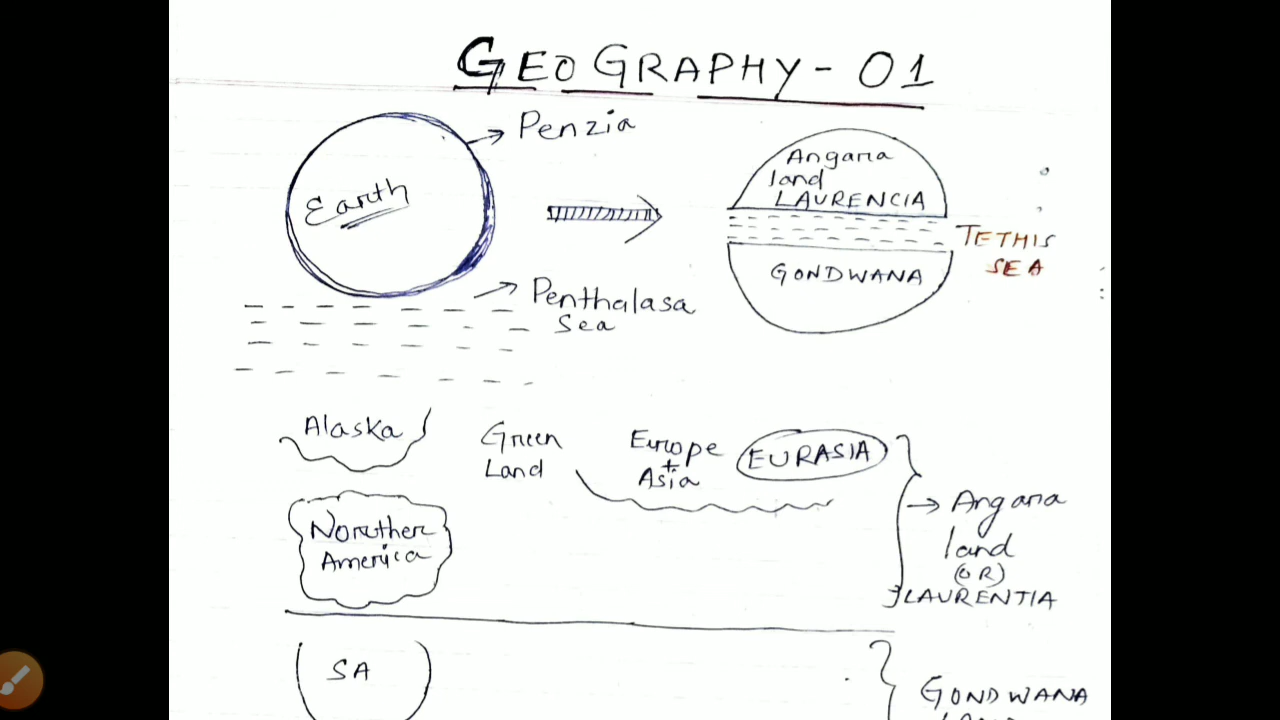 GEOGRAPHY - 01
Penzia
Earth
Angara
land
LAURENCIA
TETHIS
SEA
GONDWANA
Penthalasa
Sea
Alaska
Green
Land
Europe
+
Asia
EURASIA
Noruther
America
Angara
land
(OR)
LAURENTIA
SA
GONDWANA